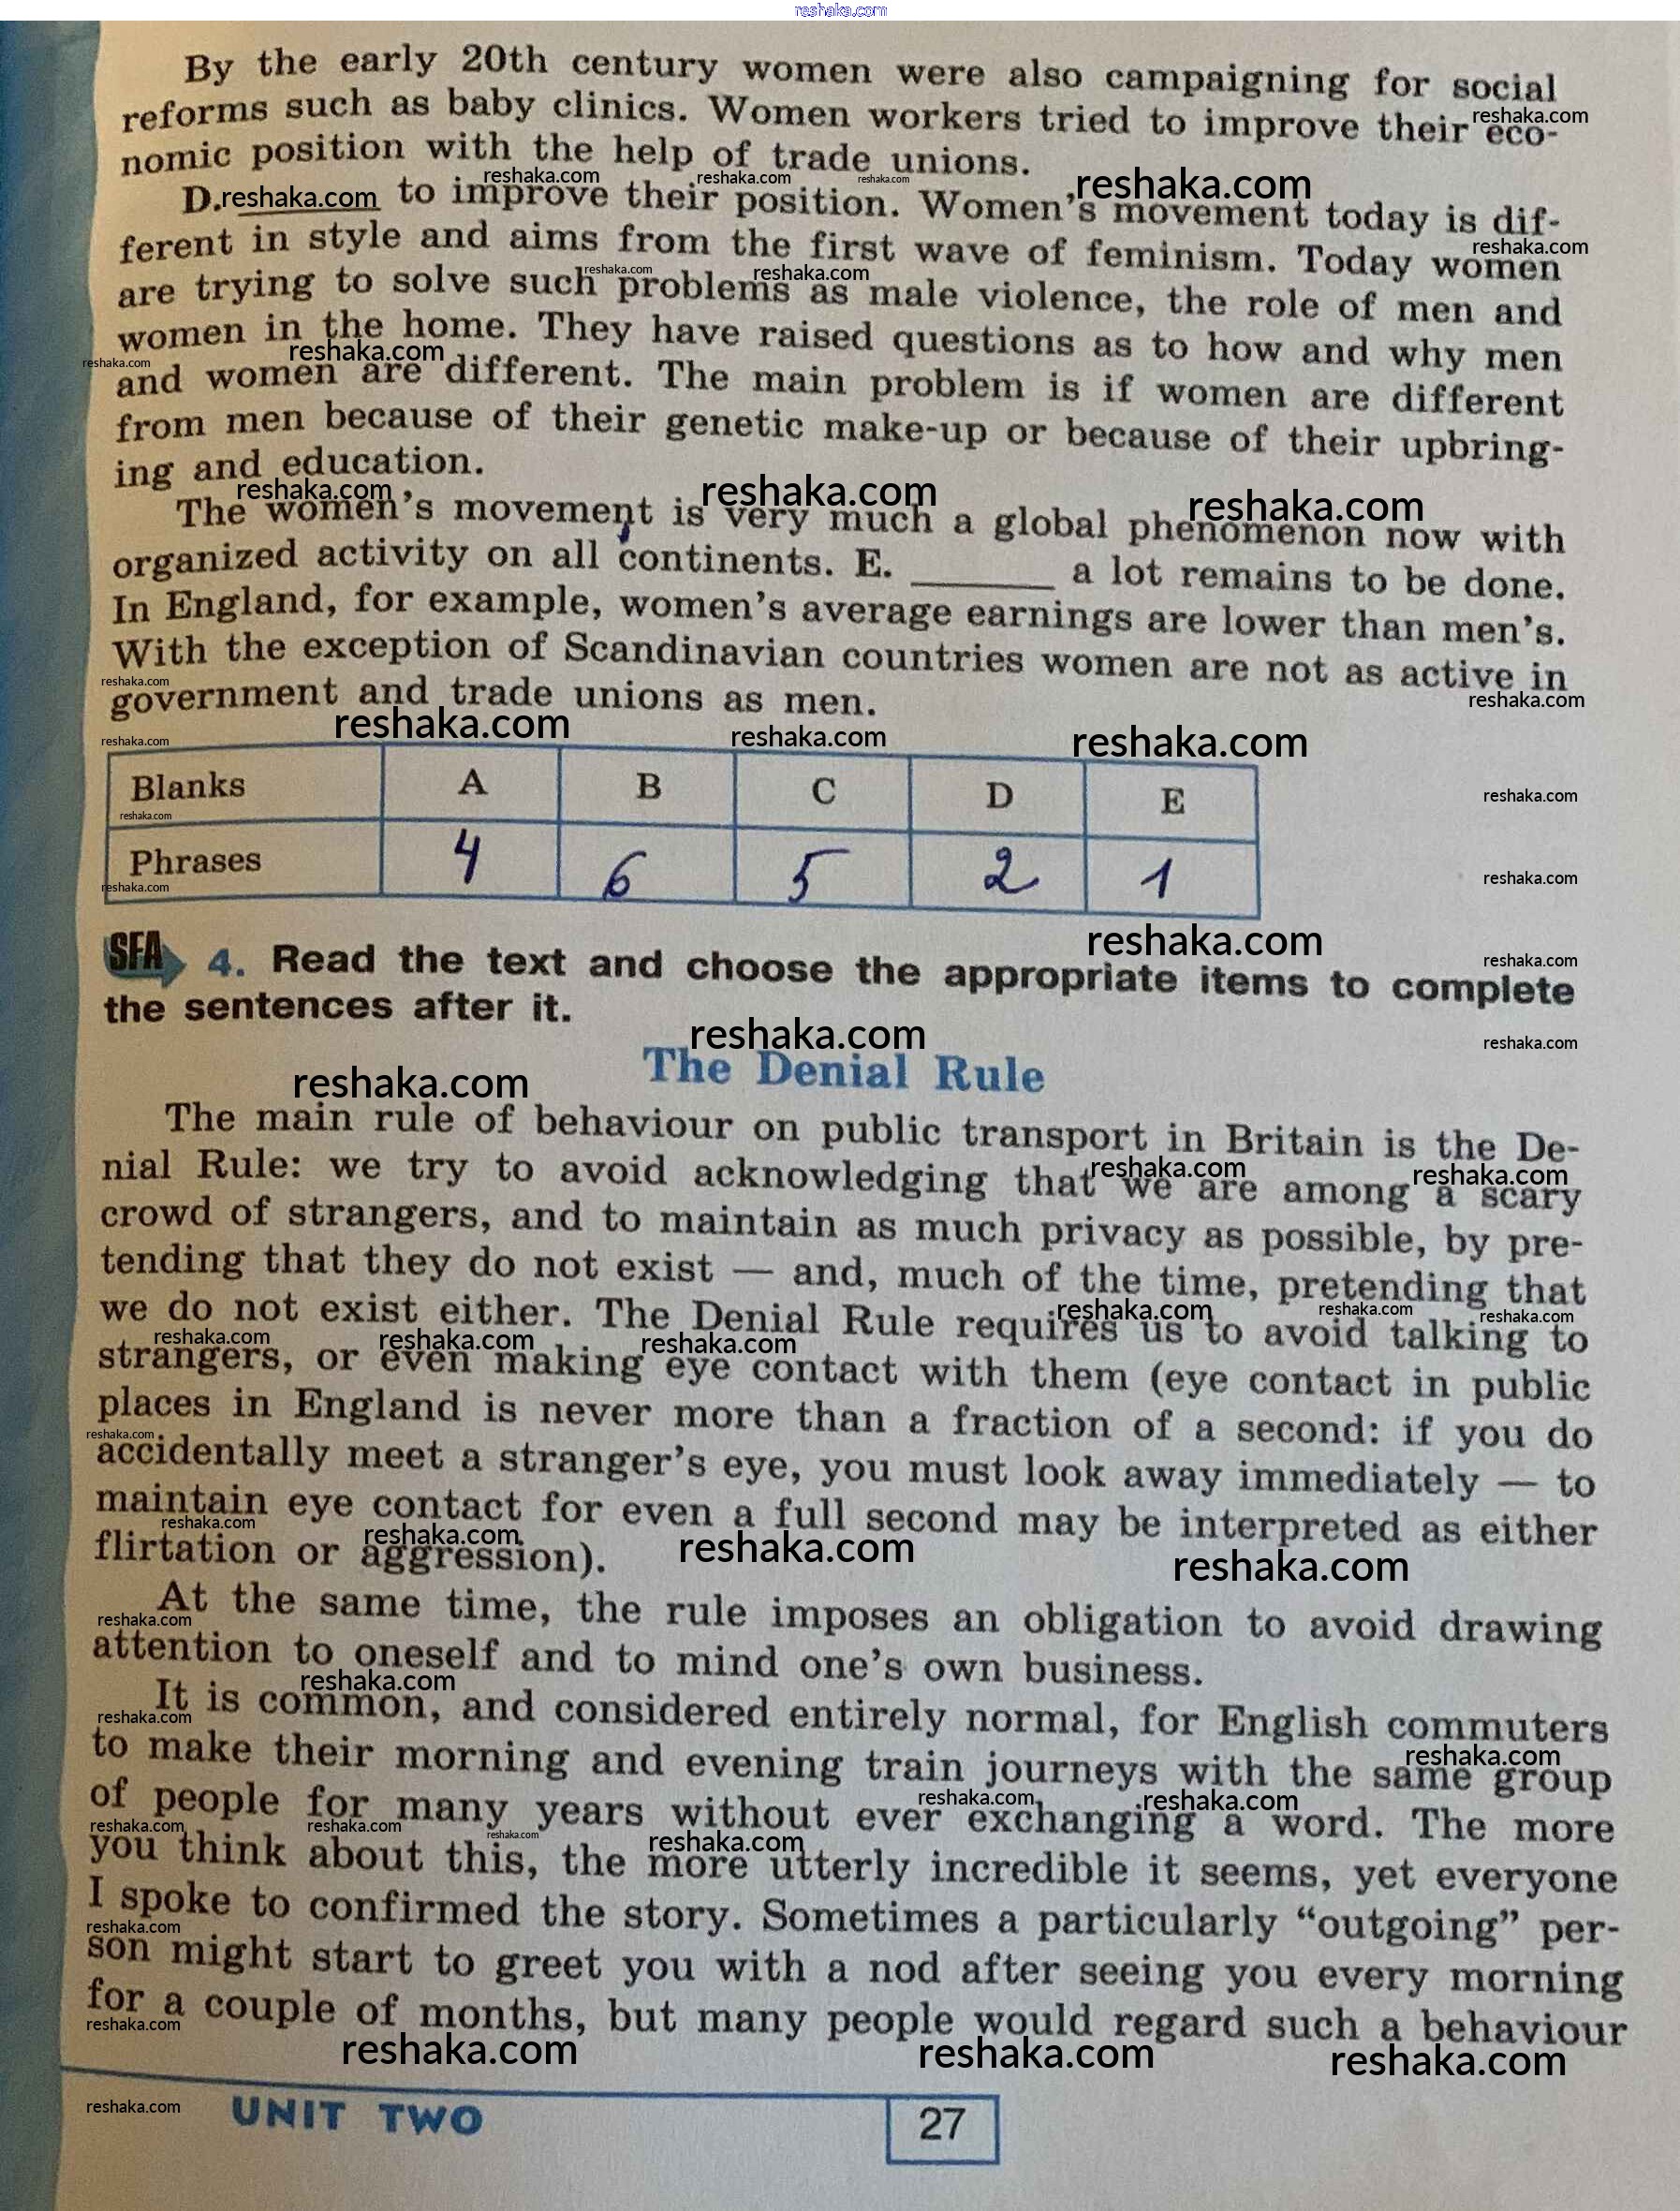 reshaka.com
By the early 20th century women were also campaigning for social
reforms such as baby clinics. Women workers tried to improve their eco-
nomic position with the help of trade unions.
D. ______ to improve their position. Women's movement today is dif-
ferent in style and aims from the first wave of feminism. Today women
are trying to solve such problems as male violence, the role of men and
women in the home. They have raised questions as to how and why men
and women are different. The main problem is if women are different
from men because of their genetic make-up or because of their upbring-
ing and education.
The women's movement is very much a global phenomenon now with
organized activity on all continents. E. ______ a lot remains to be done.
In England, for example, women's average earnings are lower than men's.
With the exception of Scandinavian countries women are not as active in
government and trade unions as men.
Blanks A B C D E
Phrases 4 6 5 2 1
SFA 4. Read the text and choose the appropriate items to complete
the sentences after it.
The Denial Rule
The main rule of behaviour on public transport in Britain is the De-
nial Rule: we try to avoid acknowledging that we are among a scary
crowd of strangers, and to maintain as much privacy as possible, by pre-
tending that they do not exist — and, much of the time, pretending that
we do not exist either. The Denial Rule requires us to avoid talking to
strangers, or even making eye contact with them (eye contact in public
places in England is never more than a fraction of a second: if you do
accidentally meet a stranger's eye, you must look away immediately — to
maintain eye contact for even a full second may be interpreted as either
flirtation or aggression).
At the same time, the rule imposes an obligation to avoid drawing
attention to oneself and to mind one's own business.
It is common, and considered entirely normal, for English commuters
to make their morning and evening train journeys with the same group
of people for many years without ever exchanging a word. The more
you think about this, the more utterly incredible it seems, yet everyone
I spoke to confirmed the story. Sometimes a particularly "outgoing" per-
son might start to greet you with a nod after seeing you every morning
for a couple of months, but many people would regard such a behaviour
UNIT TWO
27